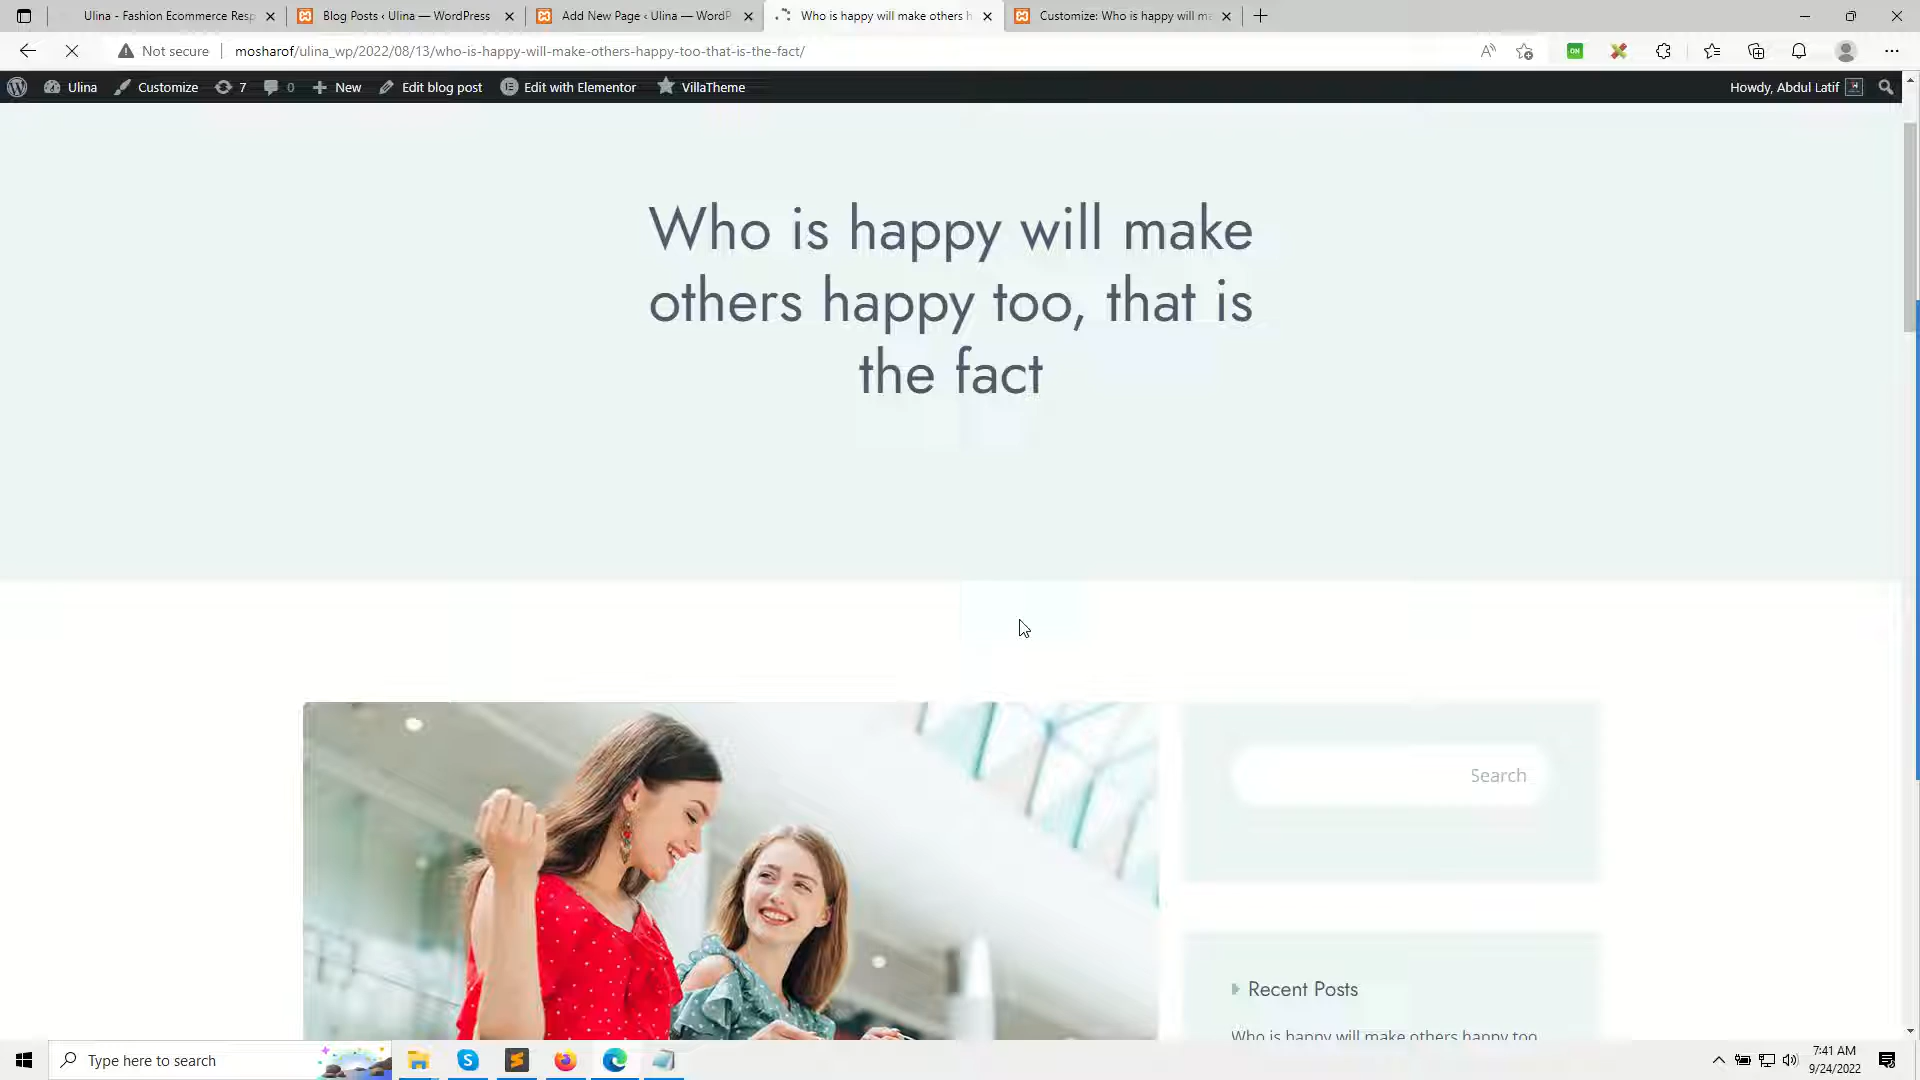 Ulina - Fashion Ecommerce Resp
Blog Posts ‹ Ulina — WordPress
Add New Page ‹ Ulina — WordP
Who is happy will make others h
Customize: Who is happy will m
Not secure
mosharof/ulina_wp/2022/08/13/who-is-happy-will-make-others-happy-too-that-is-the-fact/
ON
Ulina
Customize
7
0
New
Edit blog post
Edit with Elementor
VillaTheme
Howdy, Abdul Latif
Who is happy will make
others happy too, that is
the fact
Search
Recent Posts
Who is happy will make others happy too
Type here to search
7:41 AM
9/24/2022